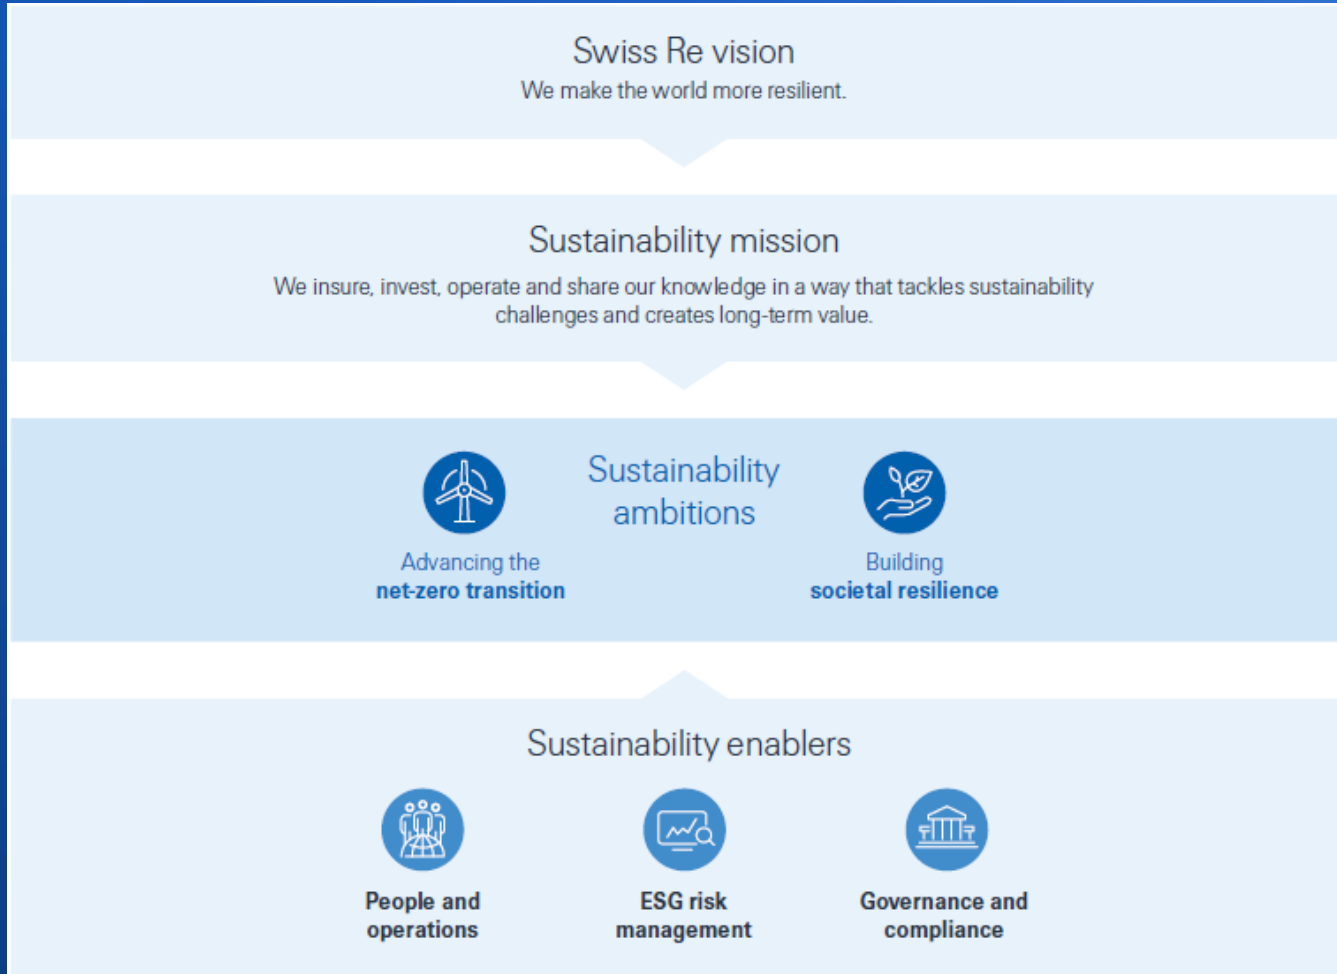 Swiss Re vision
We make the world more resilient.
Sustainability mission
We insure, invest, operate and share our knowledge in a way that tackles sustainability
challenges and creates long-term value.
Sustainability
ambitions
Advancing the
net-zero transition
Building
societal resilience
Sustainability enablers
People and
operations
ESG risk
management
Governance and
compliance